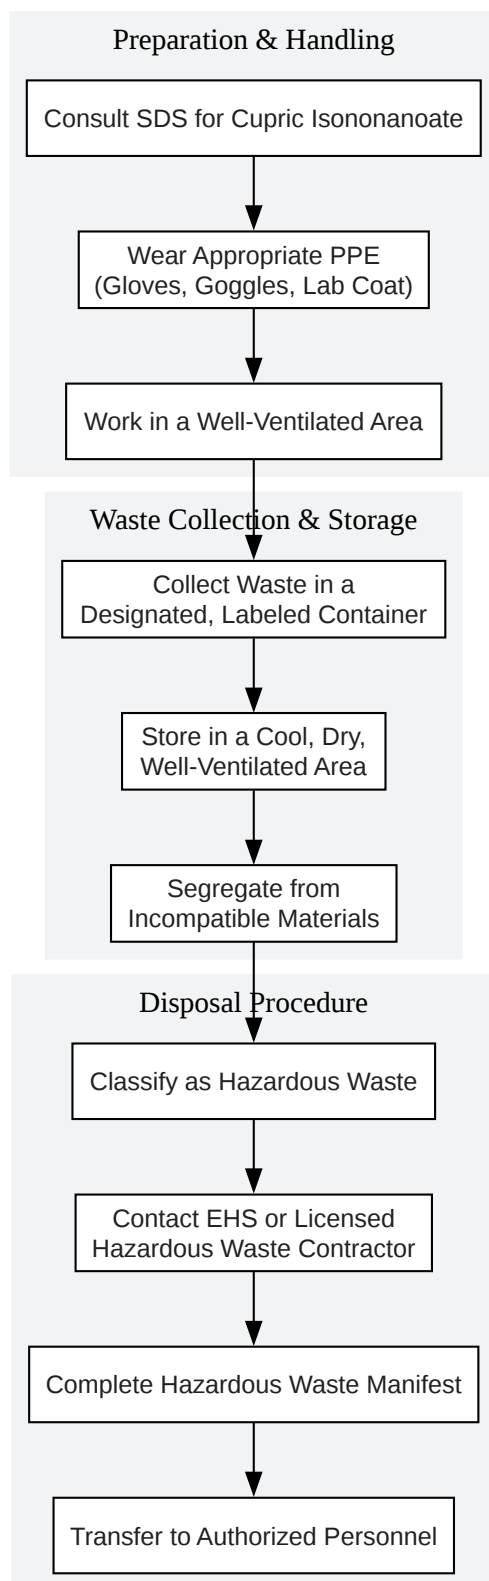 Preparation & Handling
Consult SDS for Cupric Isononanoate
Wear Appropriate PPE
(Gloves, Goggles, Lab Coat)
Work in a Well-Ventilated Area
Waste Collection & Storage
Collect Waste in a
Designated, Labeled Container
Store in a Cool, Dry,
Well-Ventilated Area
Segregate from
Incompatible Materials
Disposal Procedure
Classify as Hazardous Waste
Contact EHS or Licensed
Hazardous Waste Contractor
Complete Hazardous Waste Manifest
Transfer to Authorized Personnel